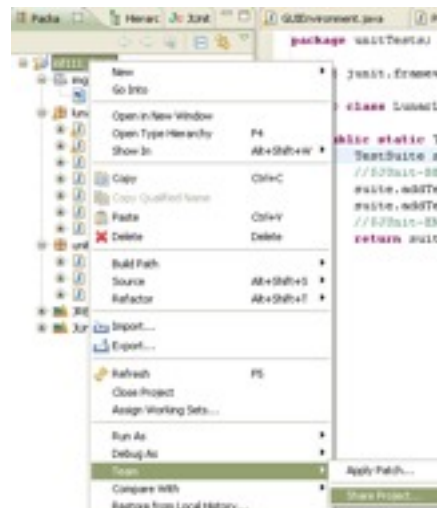 Hierarc
JUnit
GUIEnvironment.java
package unitTests;
junit.framew
class Lunact
public static T
TestSuite s
suite.addTe
suite.addTe
return suit
New
Go Into
Open in New Window
Open Type Hierarchy F4
Show In Alt+Shift+W
Copy Ctrl+C
Copy Qualified Name
Paste Ctrl+V
Delete Delete
Build Path
Source Alt+Shift+S
Refactor Alt+Shift+T
Import...
Export...
Refresh F5
Close Project
Assign Working Sets...
Run As
Debug As
Team
Apply Patch...
Compare With
Share Project...
Restore from Local History...